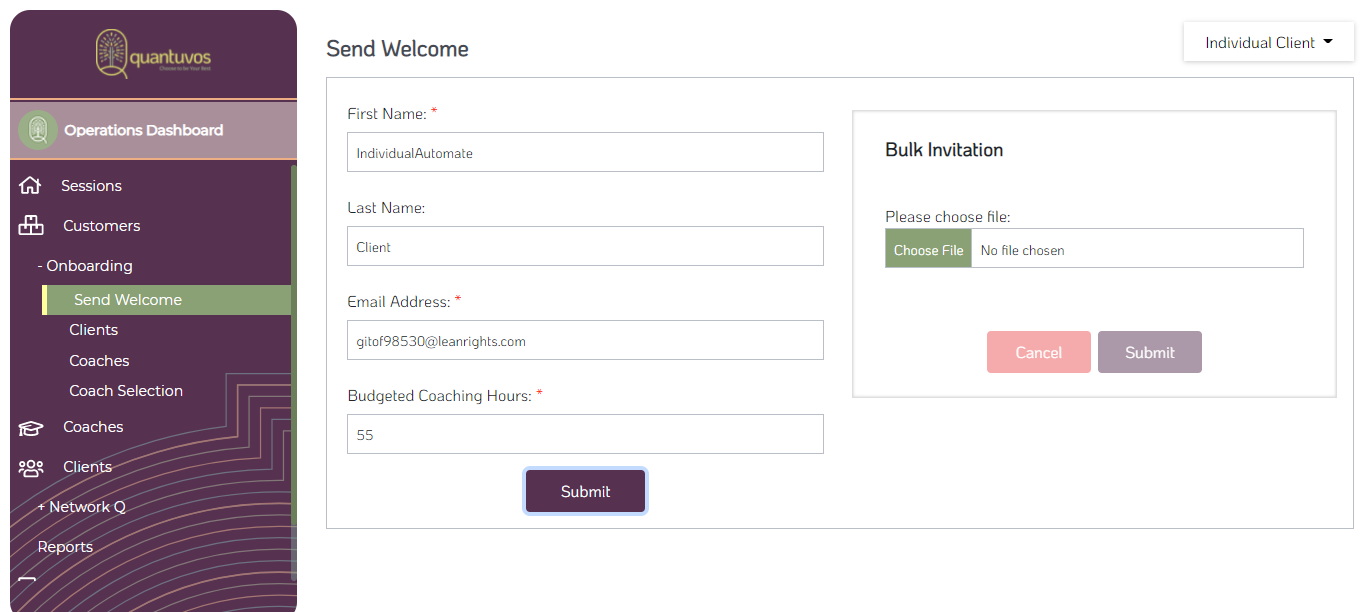 quantuvos
Choose to be Your Best
Operations Dashboard
Sessions
Customers
- Onboarding
Send Welcome
Clients
Coaches
Coach Selection
Coaches
Clients
+ Network Q
Reports
Send Welcome
Individual Client
First Name: *
IndividualAutomate
Last Name:
Client
Email Address: *
gitof98530@leanrights.com
Budgeted Coaching Hours: *
55
Submit
Bulk Invitation
Please choose file:
Choose File No file chosen
Cancel Submit